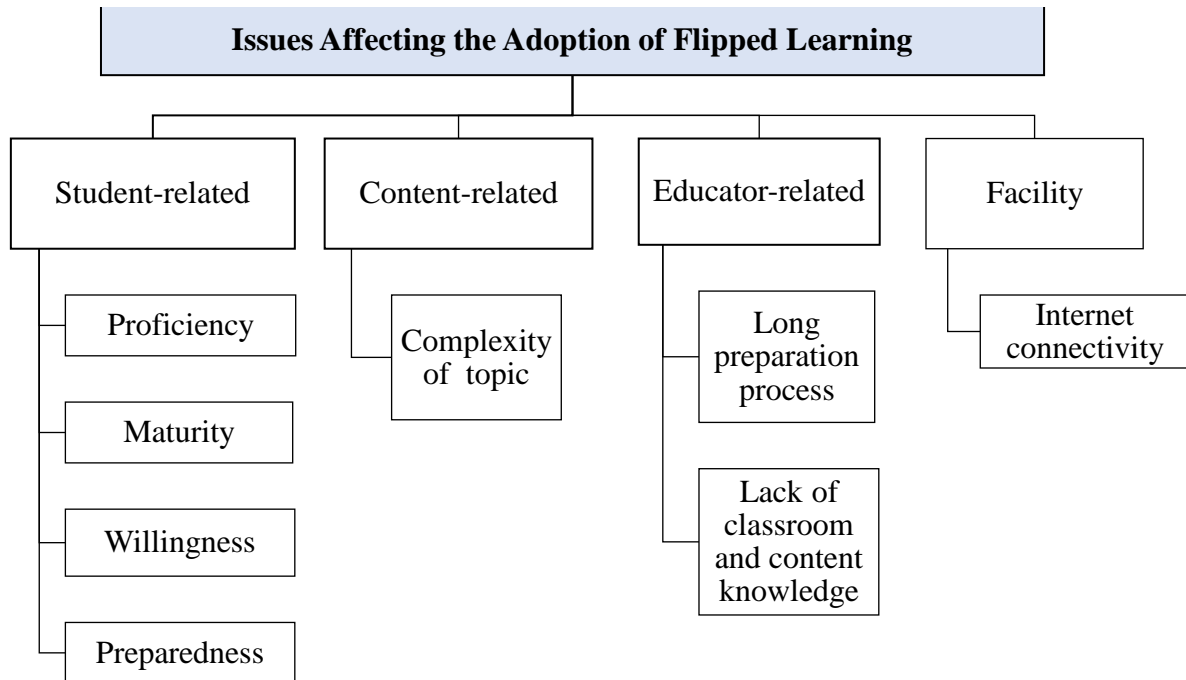 Issues Affecting the Adoption of Flipped Learning
Student-related
Content-related
Educator-related
Facility
Proficiency
Maturity
Willingness
Preparedness
Complexity
of topic
Long
preparation
process
Lack of
classroom
and content
knowledge
Internet
connectivity